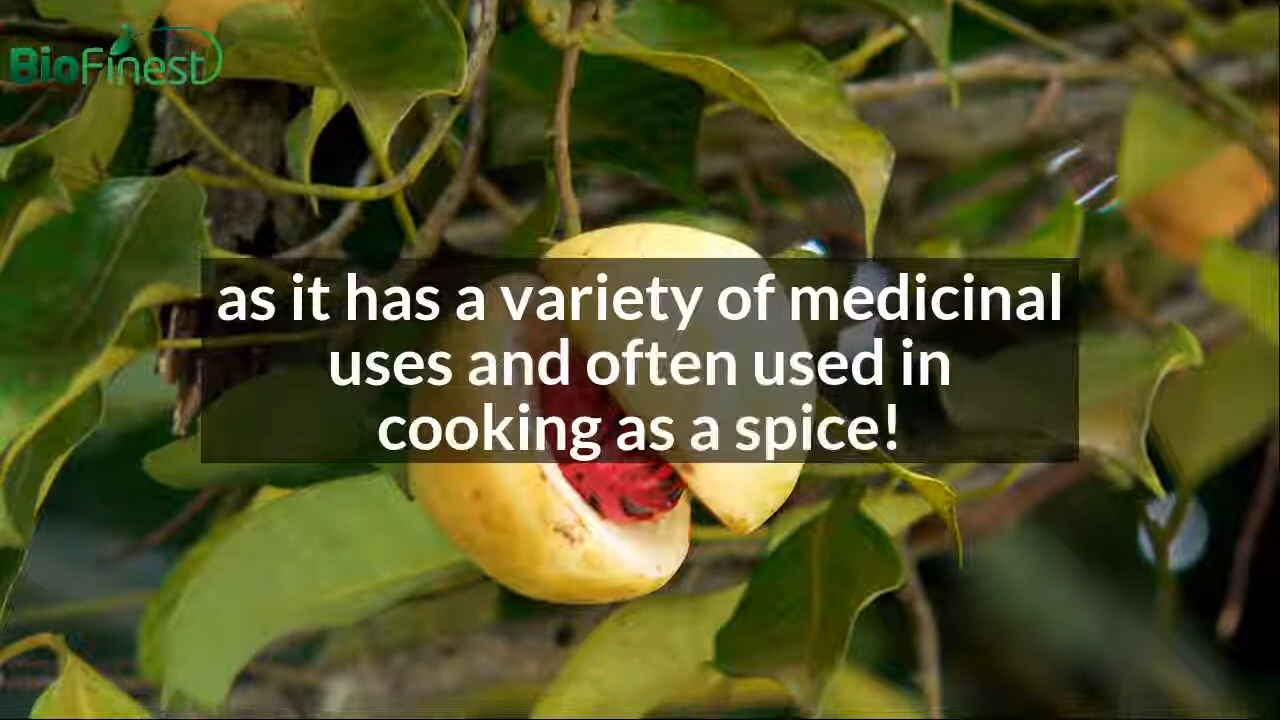 BioFinest
as it has a variety of medicinal
uses and often used in
cooking as a spice!